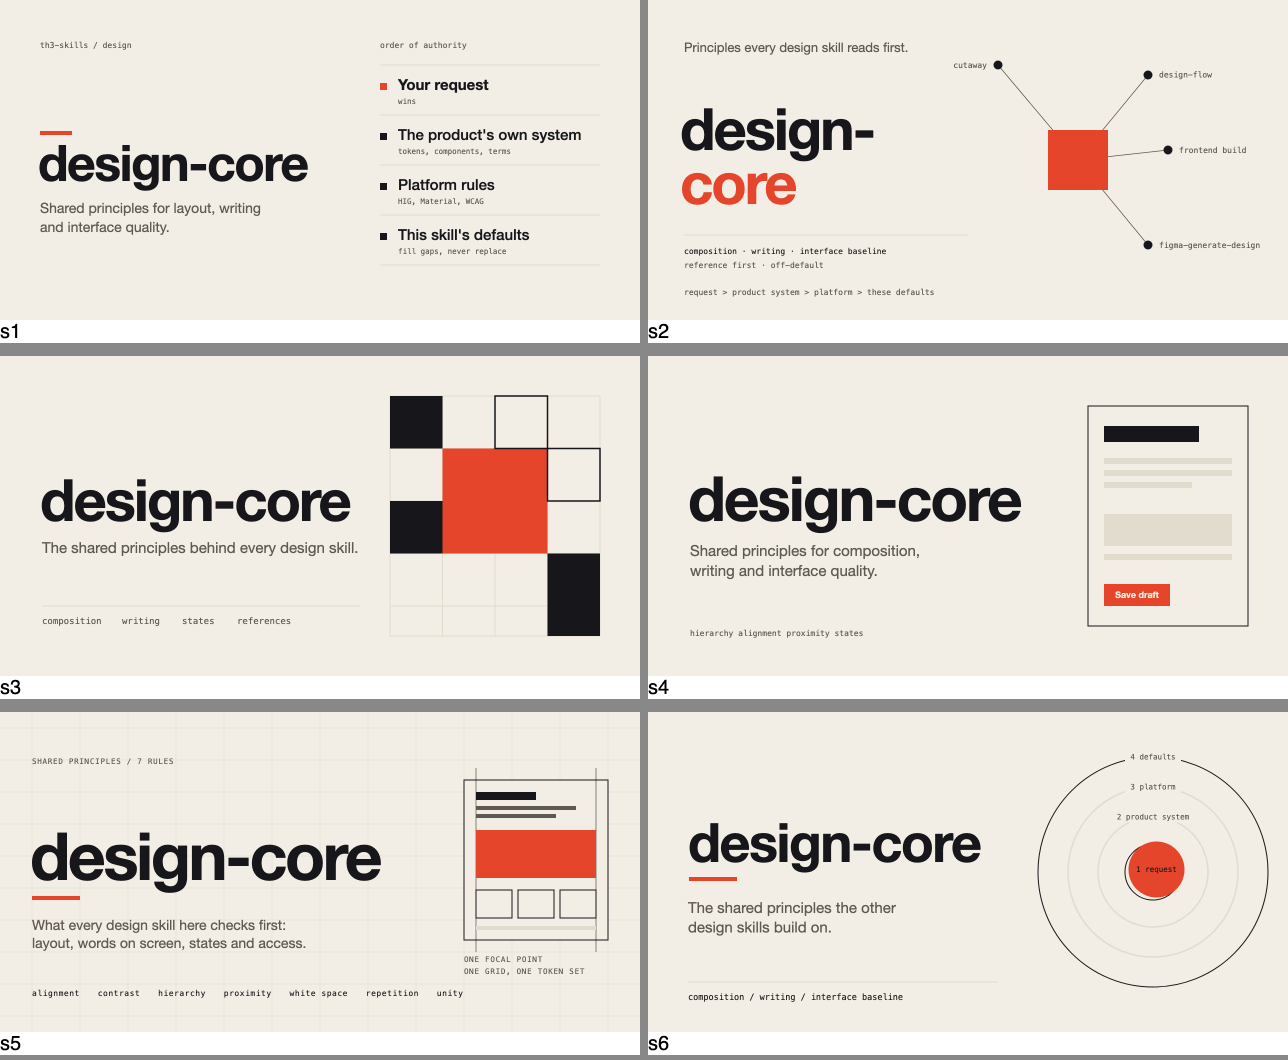 th3-skills / design
design-core
Shared principles for layout, writing
and interface quality.
order of authority
Your request
wins
The product's own system
tokens, components, terms
Platform rules
HIG, Material, WCAG
This skill's defaults
fill gaps, never replace
s1
Principles every design skill reads first.
design-
core
composition · writing · interface baseline
reference first · off-default
request > product system > platform > these defaults
cutaway
design-flow
frontend build
figma-generate-design
s2
design-core
The shared principles behind every design skill.
composition writing states references
s3
design-core
Shared principles for composition,
writing and interface quality.
hierarchy alignment proximity states
Save draft
s4
SHARED PRINCIPLES / 7 RULES
design-core
What every design skill here checks first:
layout, words on screen, states and access.
ONE FOCAL POINT
ONE GRID, ONE TOKEN SET
alignment contrast hierarchy proximity white space repetition unity
s5
design-core
The shared principles the other
design skills build on.
composition / writing / interface baseline
4 defaults
3 platform
2 product system
1 request
s6